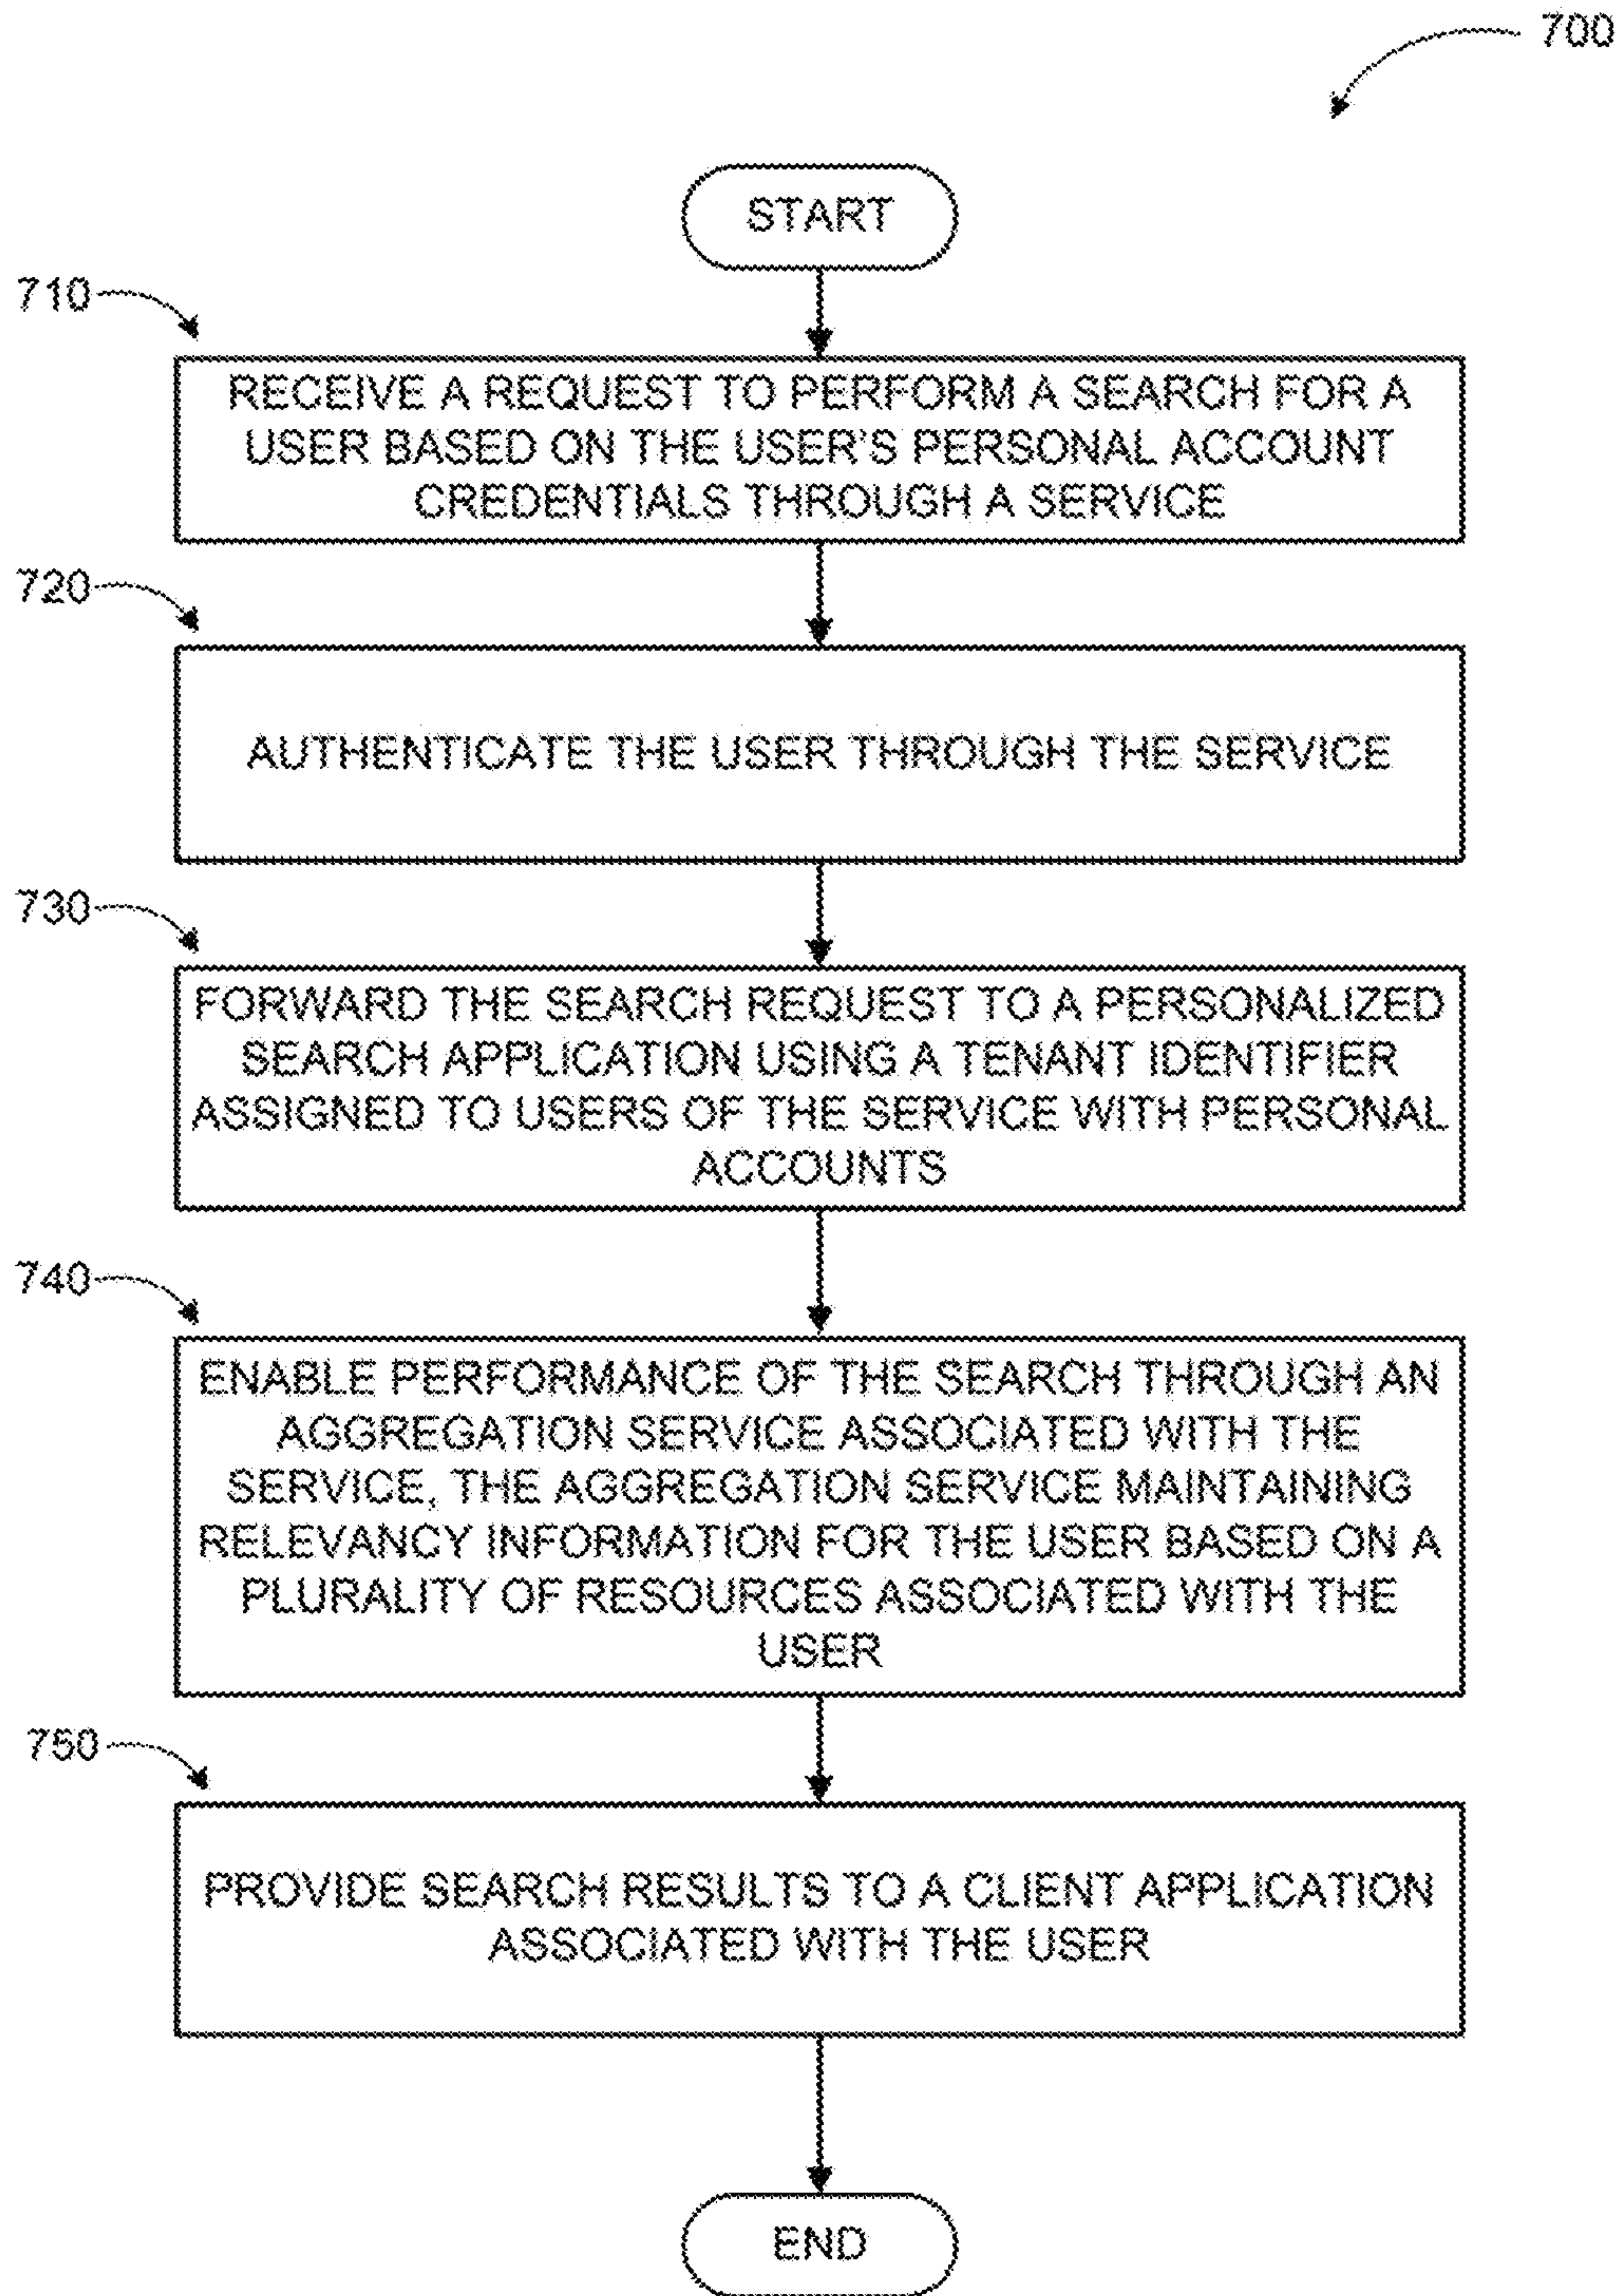 700
START
710
RECEIVE A REQUEST TO PERFORM A SEARCH FOR A
USER BASED ON THE USER'S PERSONAL ACCOUNT
CREDENTIALS THROUGH A SERVICE
720
AUTHENTICATE THE USER THROUGH THE SERVICE
730
FORWARD THE SEARCH REQUEST TO A PERSONALIZED
SEARCH APPLICATION USING A TENANT IDENTIFIER
ASSIGNED TO USERS OF THE SERVICE WITH PERSONAL
ACCOUNTS
740
ENABLE PERFORMANCE OF THE SEARCH THROUGH AN
AGGREGATION SERVICE ASSOCIATED WITH THE
SERVICE, THE AGGREGATION SERVICE MAINTAINING
RELEVANCY INFORMATION FOR THE USER BASED ON A
PLURALITY OF RESOURCES ASSOCIATED WITH THE
USER
750
PROVIDE SEARCH RESULTS TO A CLIENT APPLICATION
ASSOCIATED WITH THE USER
END